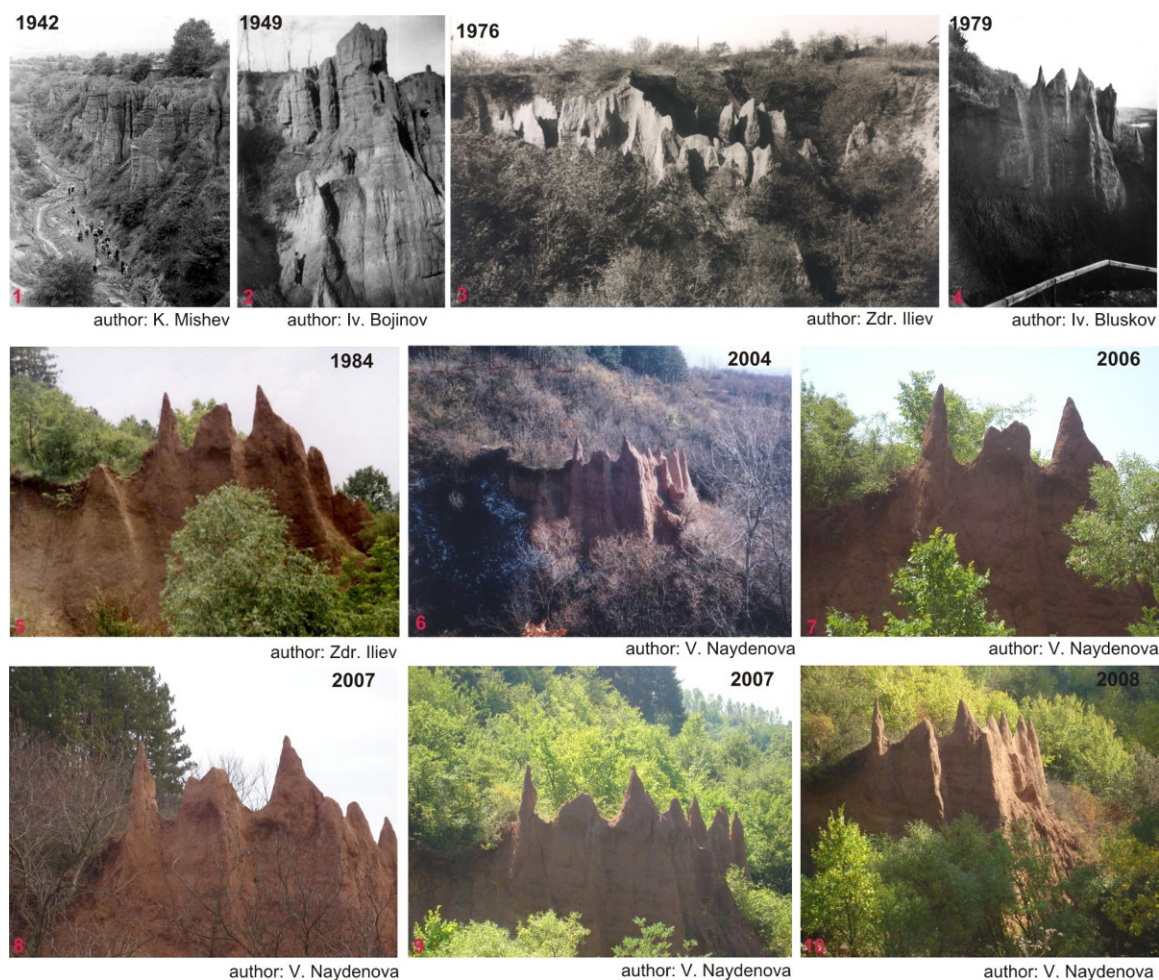 1942
1949
1976
1979
1
2
3
4
author: K. Mishev
author: Iv. Bojinov
author: Zdr. Iliev
author: Iv. Bluskov
1984
2004
2006
5
6
7
author: Zdr. Iliev
author: V. Naydenova
author: V. Naydenova
2007
2007
2008
8
9
10
author: V. Naydenova
author: V. Naydenova
author: V. Naydenova